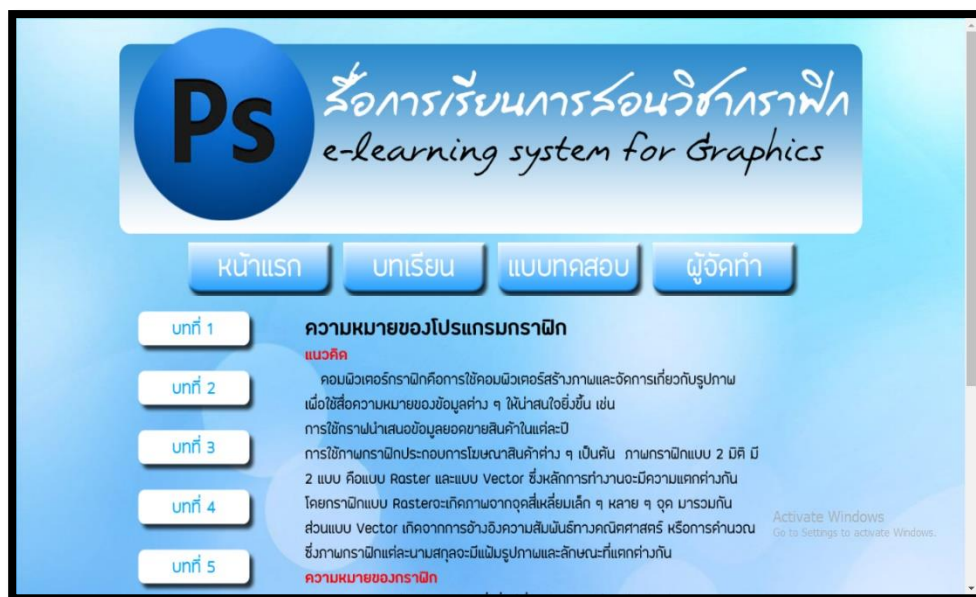 Ps
สื่อการเรียนการสอนวิชากราฟิก
e-learning system for Graphics
หน้าแรก
บทเรียน
แบบทดสอบ
ผู้จัดทำ
บทที่ 1
บทที่ 2
บทที่ 3
บทที่ 4
บทที่ 5
ความหมายของโปรแกรมกราฟิก
แนวคิด
คอมพิวเตอร์กราฟิกคือการใช้คอมพิวเตอร์สร้างภาพและจัดการเกี่ยวกับรูปภาพ
เพื่อใช้สื่อความหมายของข้อมูลต่าง ๆ ให้น่าสนใจยิ่งขึ้น เช่น
การใช้กราฟนำเสนอข้อมูลยอดขายสินค้าในแต่ละปี
การใช้ภาพกราฟิกประกอบการโฆษณาสินค้าต่าง ๆ เป็นต้น ภาพกราฟิกแบบ 2 มิติ มี
2 แบบ คือแบบ Raster และแบบ Vector ซึ่งหลักการทำงานจะมีความแตกต่างกัน
โดยกราฟิกแบบ Rasterจะเกิดภาพจากจุดสี่เหลี่ยมเล็ก ๆ หลาย ๆ จุด มารวมกัน
ส่วนแบบ Vector เกิดจากการอ้างอิงความสัมพันธ์ทางคณิตศาสตร์ หรือการคำนวณ
ซึ่งภาพกราฟิกแต่ละนามสกุลจะมีแฟ้มรูปภาพและลักษณะที่แตกต่างกัน
ความหมายของกราฟิก
Activate Windows
Go to Settings to activate Windows.